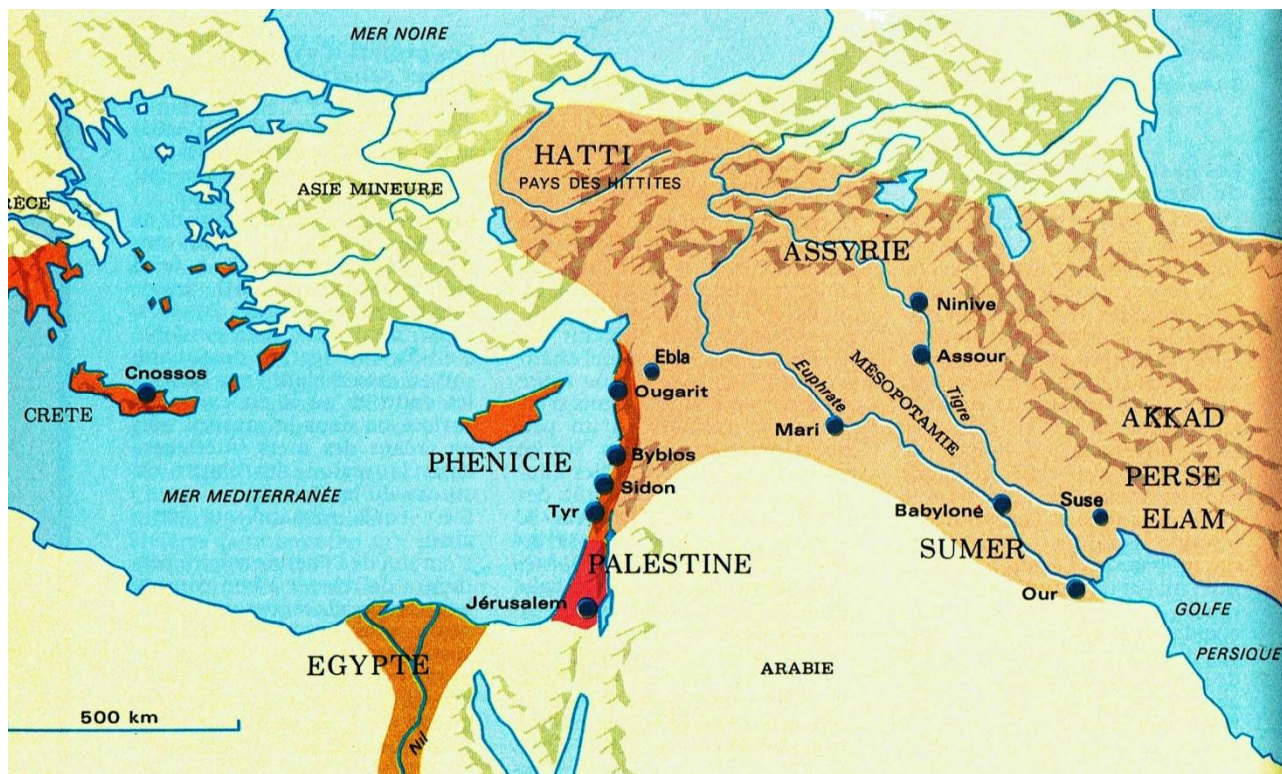 MER NOIRE
HATTI
PAYS DES HITTITES
ASIE MINEURE
RÈCE
ASSYRIE
Ninive
Assour
Ebla
Ougarit
Cnossos
CRETE
MÉSOPOTAMIE
Euphrate
Tigre
Mari
AKKAD
PERSE
ELAM
PHENICIE
Byblos
Sidon
Tyr
MER MEDITERRANÉE
Babyloné
Suse
SUMER
PALESTINE
Jérusalem
Our
GOLFE
PERSIQUE
EGYPTE
ARABIE
500 km
Nil